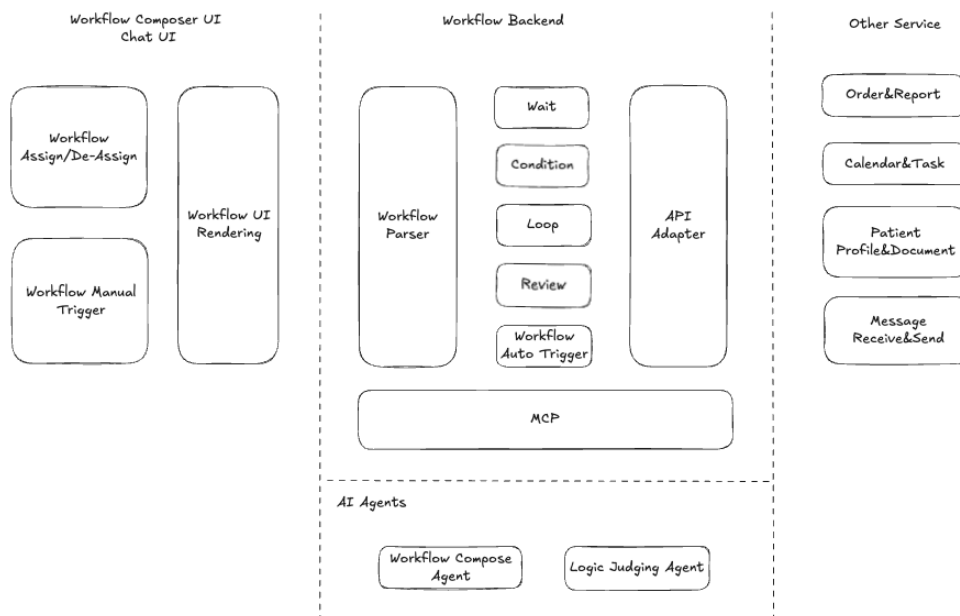 Workflow Composer UI
Chat UI
Workflow
Assign/De-Assign
Workflow Manual
Trigger
Workflow UI
Rendering
Workflow Backend
Workflow
Parser
Wait
Condition
Loop
Review
Workflow
Auto Trigger
API
Adapter
MCP
AI Agents
Workflow Compose
Agent
Logic Judging Agent
Other Service
Order&Report
Calendar&Task
Patient
Profile&Document
Message
Receive&Send